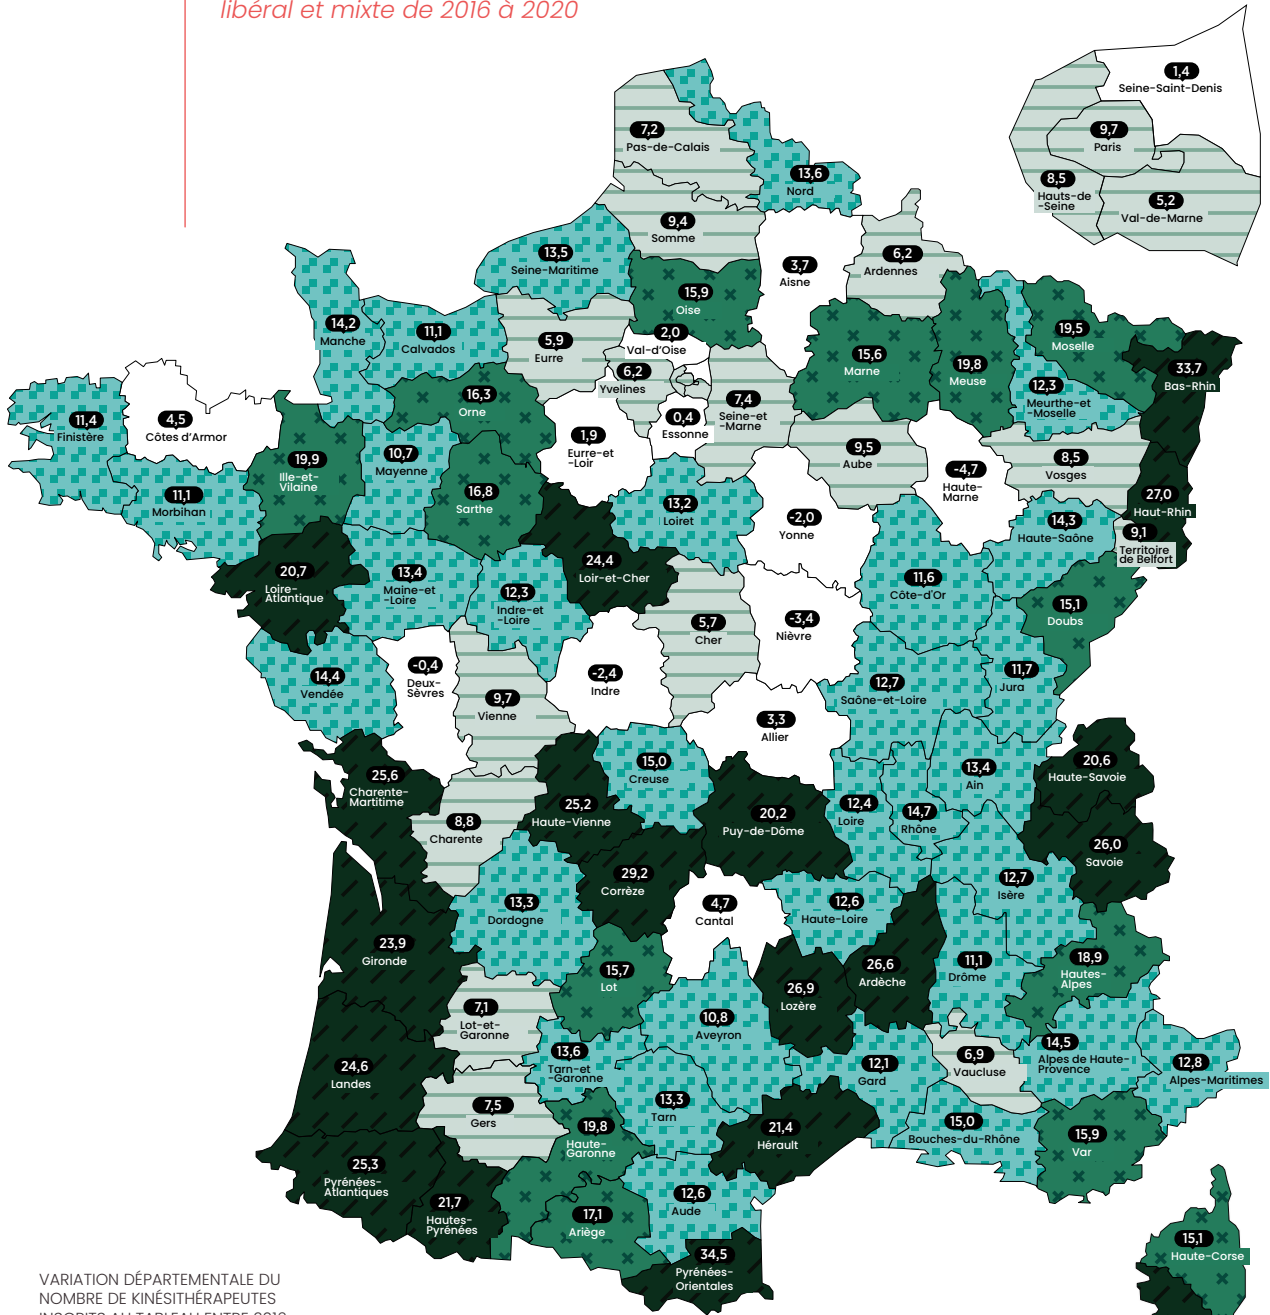 libéral et mixte de 2016 à 2020
1,4
Seine-Saint-Denis
9,7
Paris
8,5
Hauts-de
-Seine
5,2
Val-de-Marne
7,2
Pas-de-Calais
13,6
Nord
9,4
Somme
13,5
Seine-Maritime
3,7
Aisne
6,2
Ardennes
15,9
Oise
14,2
Manche
11,1
Calvados
5,9
Eurre
2,0
Val-d'Oise
6,2
Yvelines
15,6
Marne
19,8
Meuse
19,5
Moselle
33,7
Bas-Rhin
12,3
Meurthe-et
-Moselle
16,3
Orne
7,4
Seine-et
-Marne
0,4
Essonne
11,4
Finistère
4,5
Côtes d'Armor
1,9
Eurre-et
-Loir
9,5
Aube
-4,7
Haute-
Marne
8,5
Vosges
19,9
Ille-et-
Vilaine
10,7
Mayenne
16,8
Sarthe
11,1
Morbihan
13,2
Loiret
-2,0
Yonne
27,0
Haut-Rhin
14,3
Haute-Saône
9,1
Territoire
de Belfort
20,7
Loire-
Atlantique
13,4
Maine-et
-Loire
12,3
Indre-et
-Loire
24,4
Loir-et-Cher
11,6
Côte-d'Or
15,1
Doubs
5,7
Cher
-3,4
Nièvre
14,4
Vendée
-0,4
Deux-
Sèvres
9,7
Vienne
-2,4
Indre
12,7
Saône-et-Loire
11,7
Jura
3,3
Allier
25,6
Charente-
Martitime
15,0
Creuse
13,4
Ain
20,6
Haute-Savoie
8,8
Charente
25,2
Haute-Vienne
20,2
Puy-de-Dôme
12,4
Loire
14,7
Rhône
26,0
Savoie
29,2
Corrèze
12,7
Isère
13,3
Dordogne
4,7
Cantal
12,6
Haute-Loire
23,9
Gironde
15,7
Lot
26,9
Lozère
26,6
Ardèche
11,1
Drôme
18,9
Hautes-
Alpes
7,1
Lot-et-
Garonne
10,8
Aveyron
24,6
Landes
13,6
Tarn-et
-Garonne
12,1
Gard
6,9
Vaucluse
14,5
Alpes de Haute-
Provence
12,8
Alpes-Maritimes
7,5
Gers
19,8
Haute-
Garonne
13,3
Tarn
21,4
Hérault
15,0
Bouches-du-Rhône
15,9
Var
25,3
Pyrénées-
Atlantiques
21,7
Hautes-
Pyrénées
17,1
Ariège
12,6
Aude
34,5
Pyrénées-
Orientales
15,1
Haute-Corse
VARIATION DÉPARTEMENTALE DU
NOMBRE DE KINÉSITHÉRAPEUTES
INSCRITS AU TABLEAU ENTRE 2016